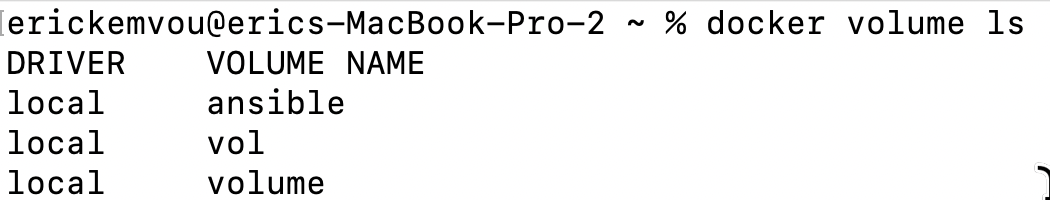 erickemvou@erics-MacBook-Pro-2 ~ % docker volume ls
DRIVER    VOLUME NAME
local     ansible
local     vol
local     volume